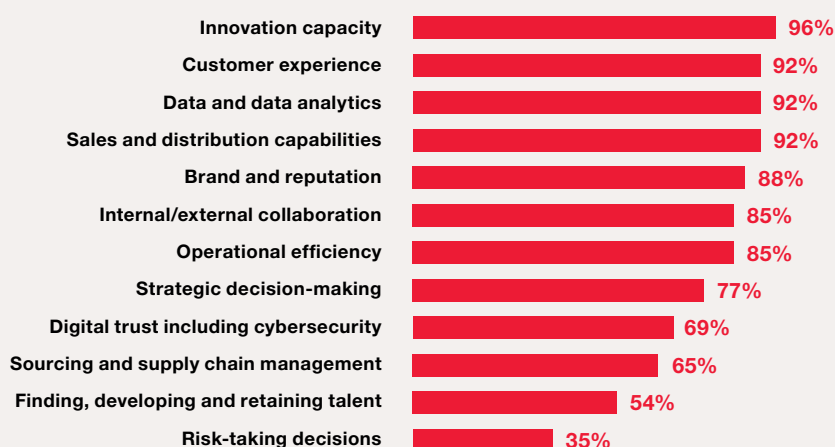 Innovation capacity 96%
Customer experience 92%
Data and data analytics 92%
Sales and distribution capabilities 92%
Brand and reputation 88%
Internal/external collaboration 85%
Operational efficiency 85%
Strategic decision-making 77%
Digital trust including cybersecurity 69%
Sourcing and supply chain management 65%
Finding, developing and retaining talent 54%
Risk-taking decisions 35%